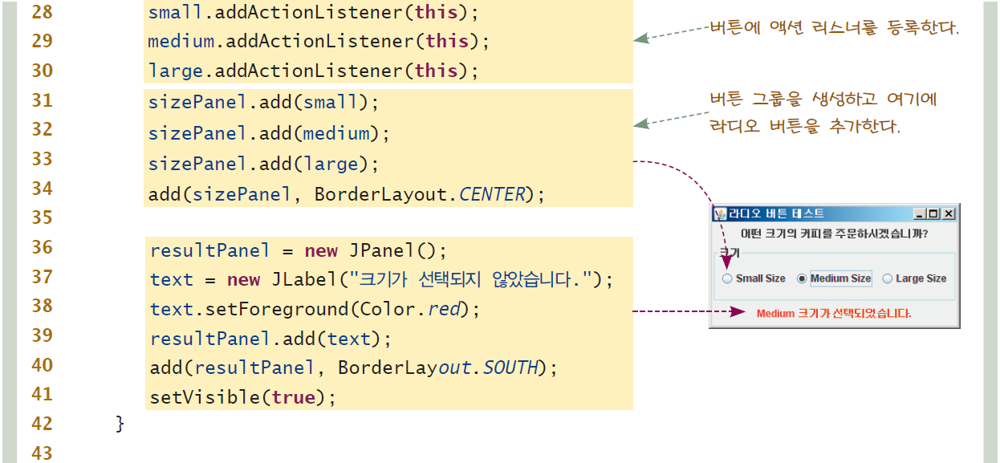 28 small.addActionListener(this);
29 medium.addActionListener(this);
30 large.addActionListener(this);
버튼에 액션 리스너를 등록한다.
31 sizePanel.add(small);
32 sizePanel.add(medium);
33 sizePanel.add(large);
34 add(sizePanel, BorderLayout.CENTER);
버튼 그룹을 생성하고 여기에
라디오 버튼을 추가한다.
35
36 resultPanel = new JPanel();
37 text = new JLabel("크기가 선택되지 않았습니다.");
38 text.setForeground(Color.red);
39 resultPanel.add(text);
40 add(resultPanel, BorderLayout.SOUTH);
41 setVisible(true);
42 }
43
라디오 버튼 테스트
어떤 크기의 커피를 주문하시겠습니까?
크기
Small Size Medium Size Large Size
Medium 크기가 선택되었습니다.